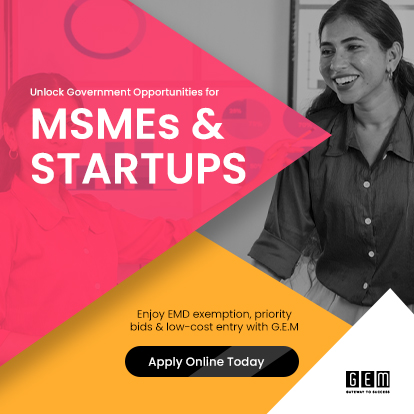 Unlock Government Opportunities for
MSMEs &
STARTUPS
Enjoy EMD exemption, priority
bids & low-cost entry with G.E.M
Apply Online Today
GEM
GATEWAY TO SUCCESS